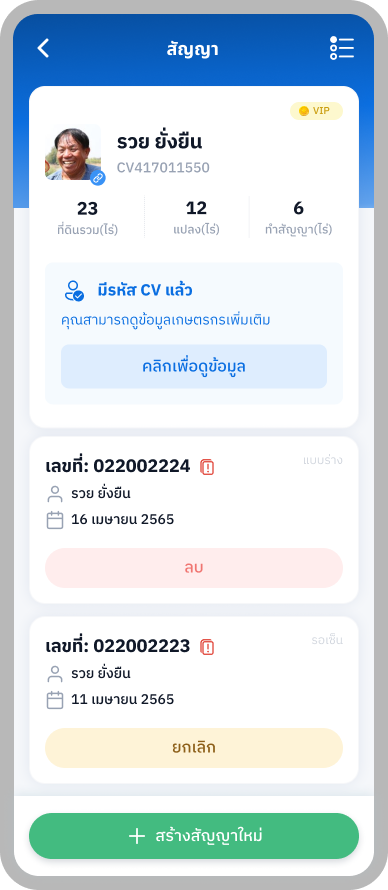 สัญญา
VIP
รวย ยั่งยืน
CV417011550
23
12
6
ที่ดินรวม(ไร่)
แปลง(ไร่)
ทำสัญญา(ไร่)
มีรหัส CV แล้ว
คุณสามารถดูข้อมูลเกษตรกรเพิ่มเติม
คลิกเพื่อดูข้อมูล
เลขที่: 022002224
แบบร่าง
รวย ยั่งยืน
16 เมษายน 2565
ลบ
เลขที่: 022002223
รอเซ็น
รวย ยั่งยืน
11 เมษายน 2565
ยกเลิก
สร้างสัญญาใหม่